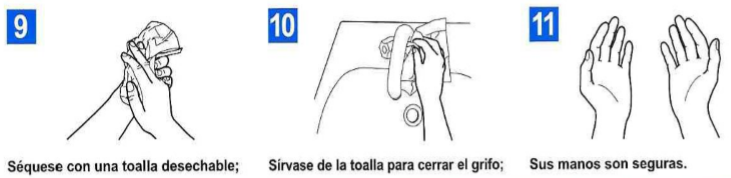 9
10
11
Séquese con una toalla desechable;
Sírvase de la toalla para cerrar el grifo;
Sus manos son seguras.